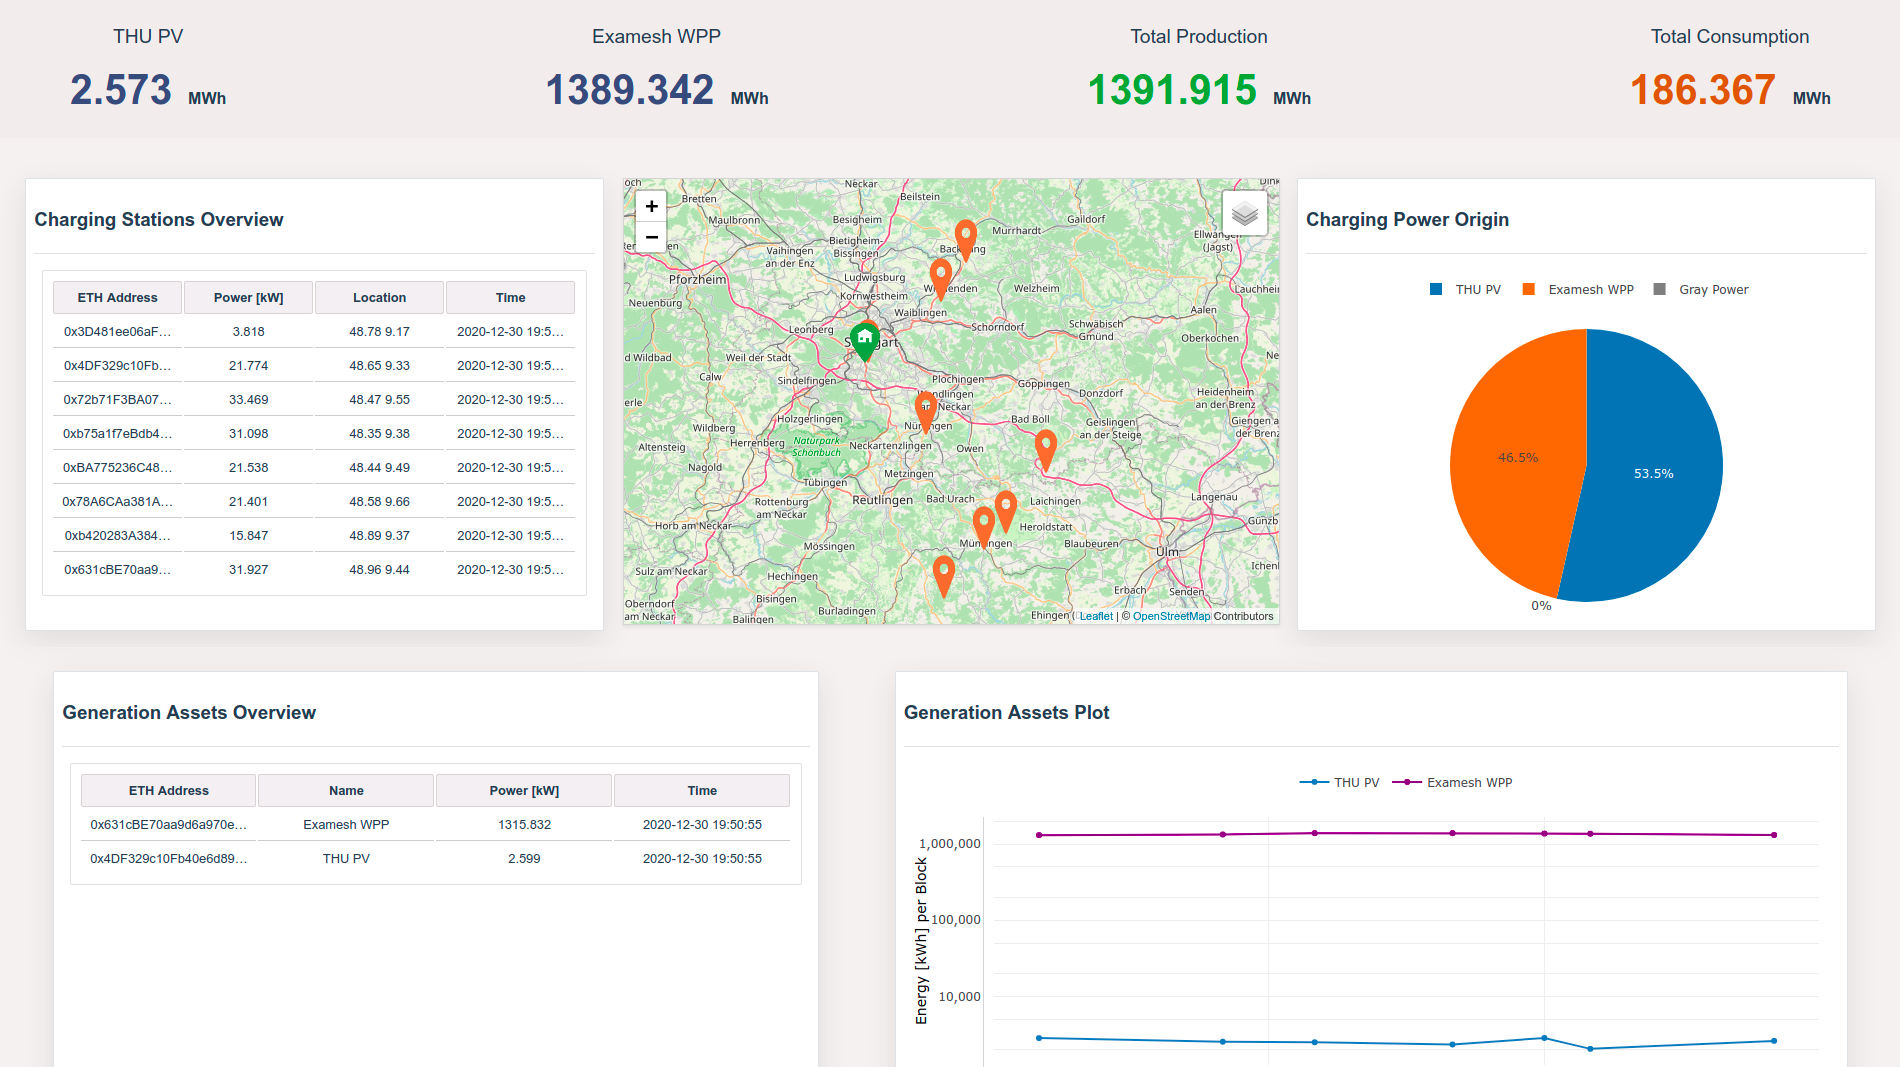 THU PV
Examesh WPP
Total Production
Total Consumption
2.573 MWh
1389.342 MWh
1391.915 MWh
186.367 MWh
Charging Stations Overview
ETH Address Power [kW] Location Time
0x3D481ee06aF… 3.818 48.78 9.17 2020-12-30 19:5…
0x4DF329c10Fb… 21.774 48.65 9.33 2020-12-30 19:5…
0x72b71F3BA07… 33.469 48.47 9.55 2020-12-30 19:5…
0xb75a1f7eBdb4… 31.098 48.35 9.38 2020-12-30 19:5…
0xBA775236C48… 21.538 48.44 9.49 2020-12-30 19:5…
0x78A6CAa381A… 21.401 48.58 9.66 2020-12-30 19:5…
0xb420283A384… 15.847 48.89 9.37 2020-12-30 19:5…
0x631cBE70aa9… 31.927 48.96 9.44 2020-12-30 19:5…
+
−
Neckar
Bretten
Beilstein
Maulbronn
Besigheim
Gaildorf
Murrhardt
Bietigheim-
Bissingen
Vaihingen
an der Enz
Ellwangen
(Jagst)
Ludwigsburg
Pforzheim
Kornwestheim
Welzheim
Lauchheim
Neuenburg
Waiblingen
Aalen
Leonberg
Schorndorf
Schwäbisch
Gmünd
Oberkochen
d Wildbad
Weil der Stadt
Calw
Sindelfingen
Plochingen
Göppingen
Donzdorf
Heidenheim
an der Brenz
erle
an Neckar
Holzgerlingen
Bad Boll
Geislingen
an der Steige
Giengen a
der Brenz
Wildberg
Herrenberg
Naturpark
Schönbuch
Neckartenzlingen
Altensteig
Owen
Nagold
Metzingen
Tübingen
Reutlingen
Bad Urach
Laichingen
Langenau
Rottenburg
am Neckar
Horb am Neckar
Heroldstatt
Günzb
Mössingen
Blaubeuren
Ulm
Sulz am Neckar
Hechingen
Ichen
Erbach
Senden
Bisingen
Oberndorf
am Neckar
Burladingen
Balingen
Ehingen (
Leaflet | © OpenStreetMap Contributors
Charging Power Origin
THU PV Examesh WPP Gray Power
46.5%
53.5%
0%
Generation Assets Overview
ETH Address Name Power [kW] Time
0x631cBE70aa9d6a970e… Examesh WPP 1315.832 2020-12-30 19:50:55
0x4DF329c10Fb40e6d89… THU PV 2.599 2020-12-30 19:50:55
Generation Assets Plot
THU PV Examesh WPP
Energy [kWh] per Block
1,000,000
100,000
10,000